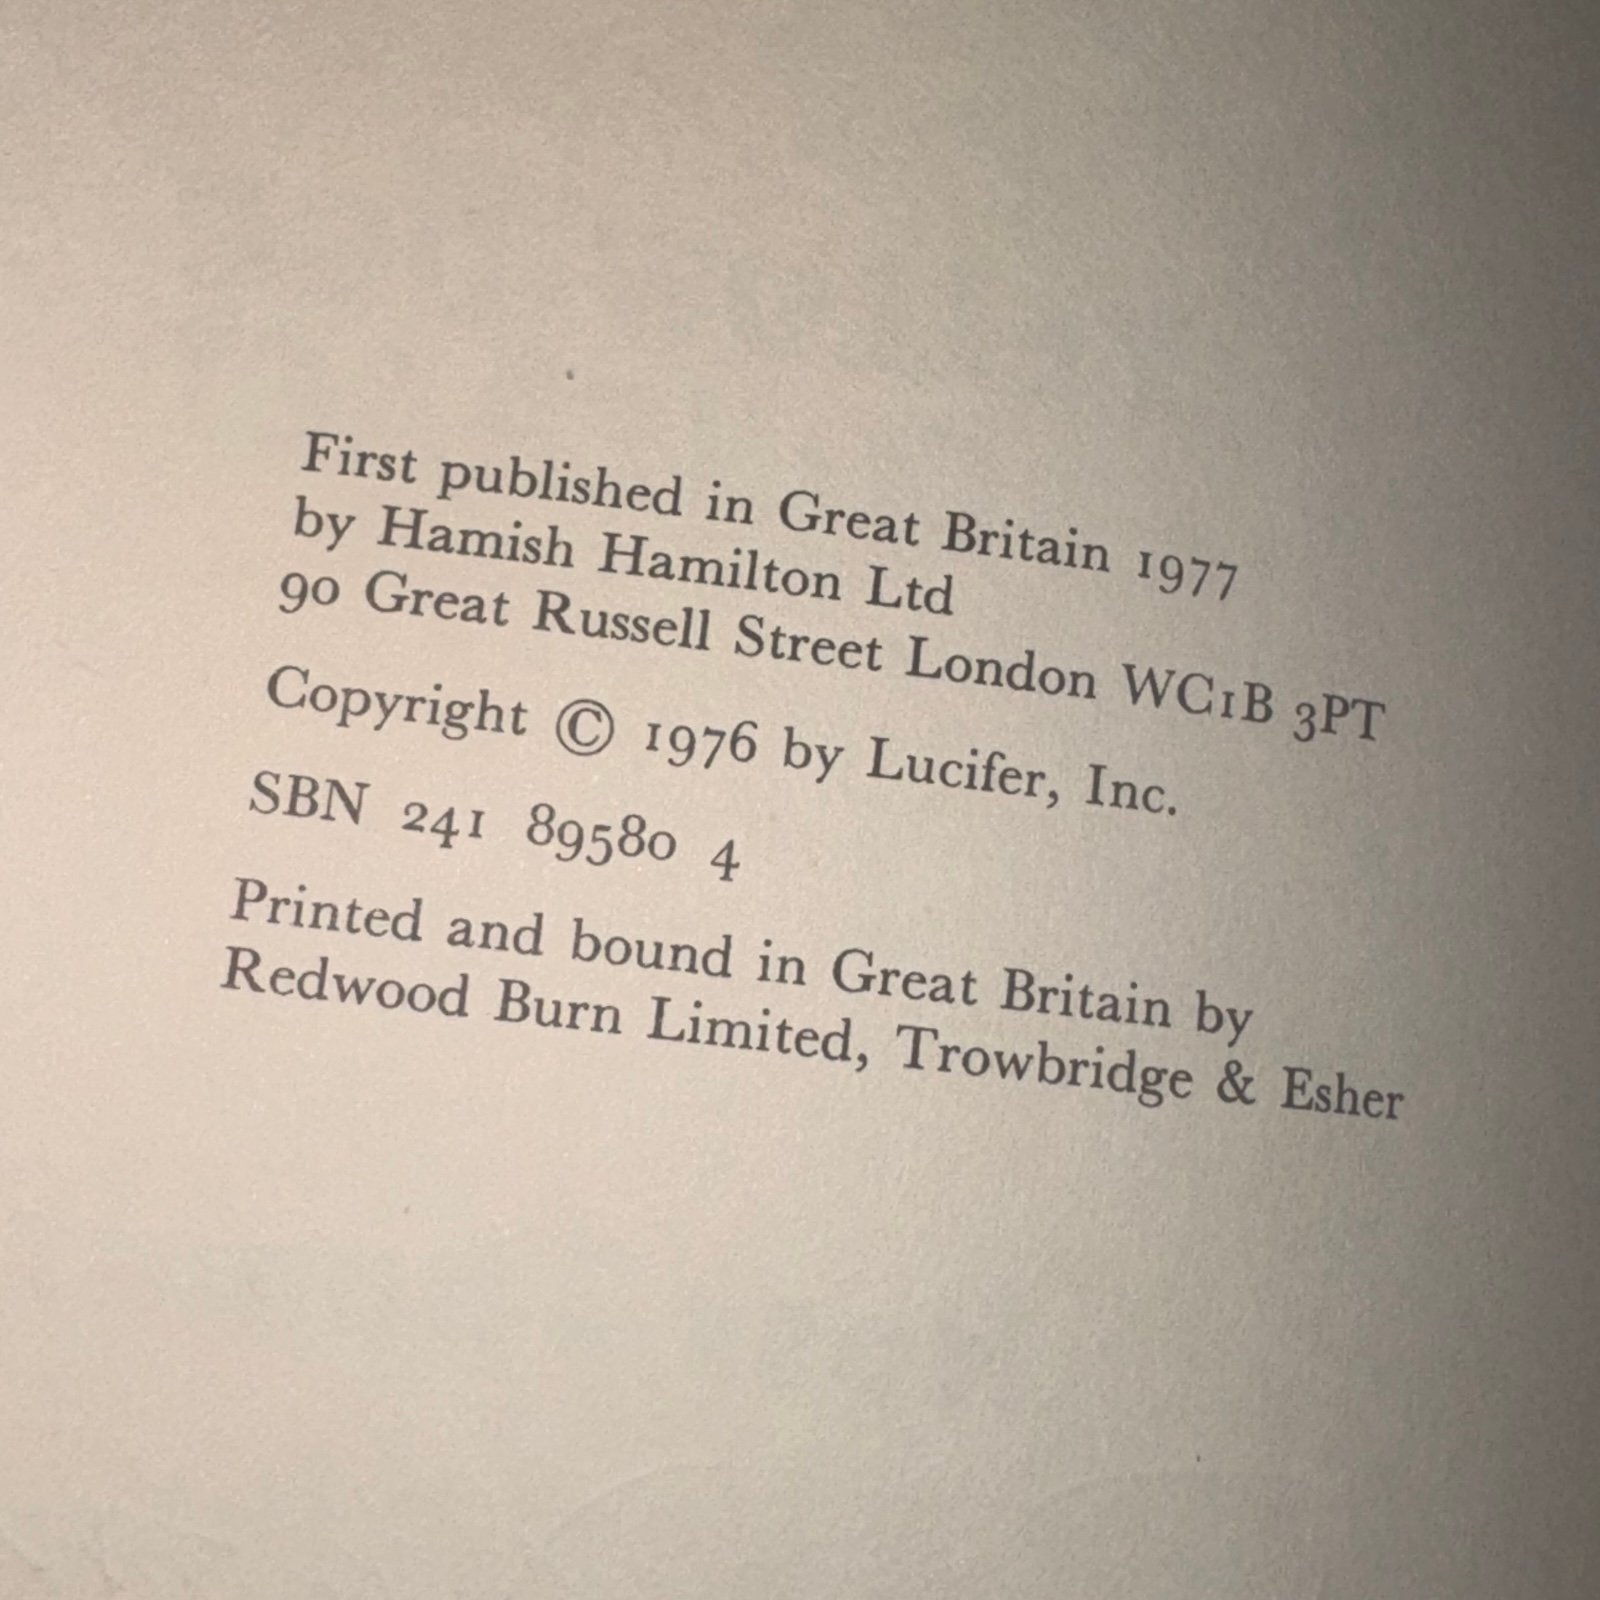 First published in Great Britain 1977
by Hamish Hamilton Ltd
90 Great Russell Street London WC1B 3PT
Copyright © 1976 by Lucifer, Inc.
SBN 241 89580 4
Printed and bound in Great Britain by
Redwood Burn Limited, Trowbridge & Esher